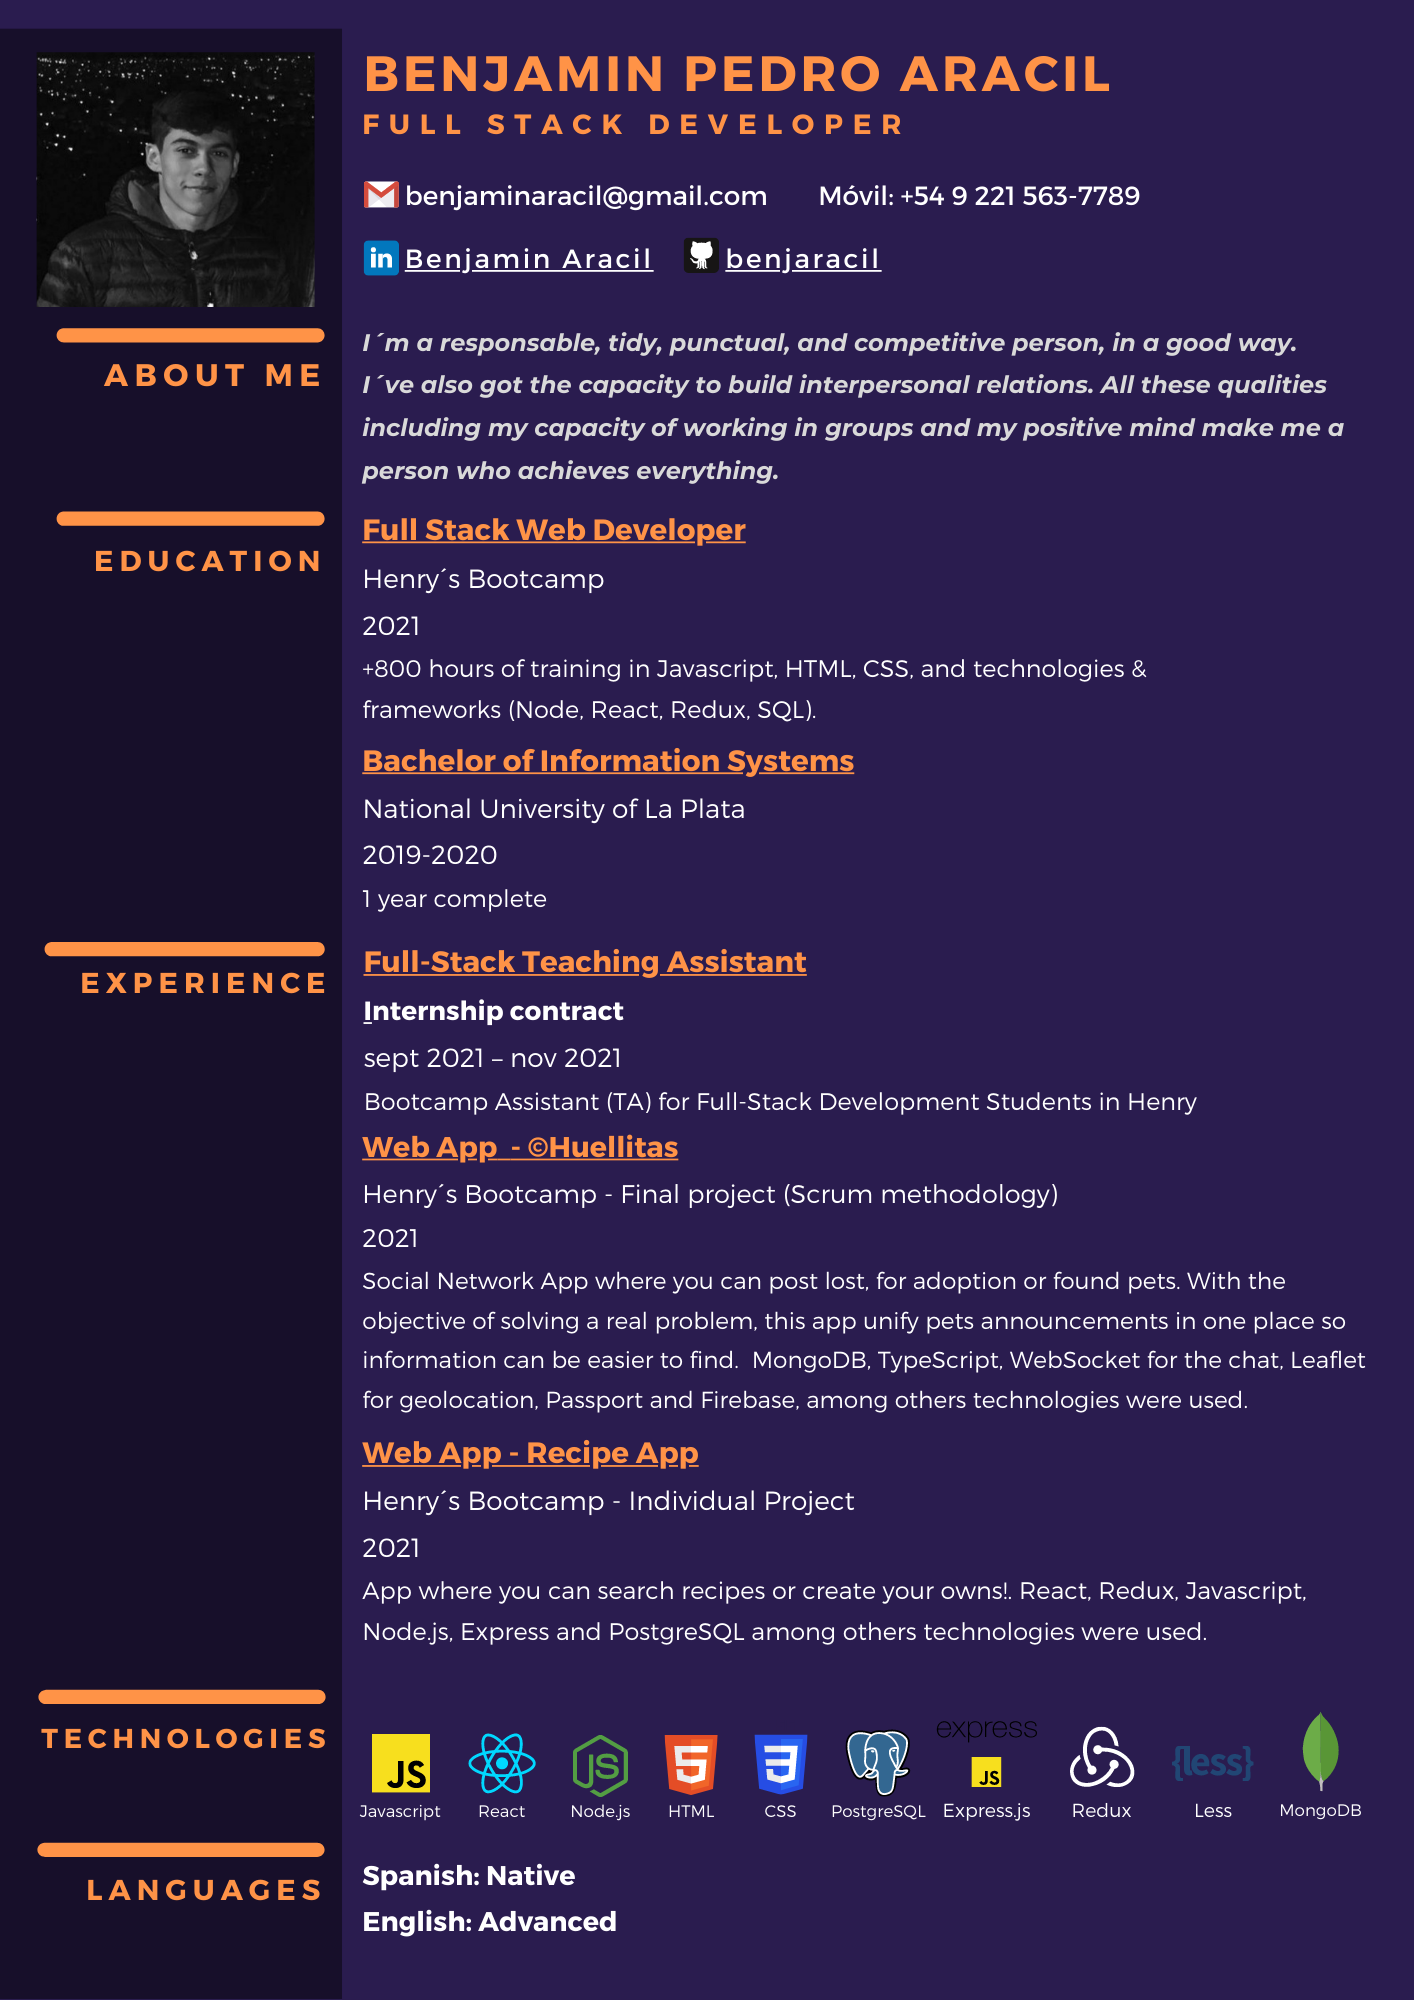 BENJAMIN PEDRO ARACIL
FULL STACK DEVELOPER
benjaminaracil@gmail.com Móvil: +54 9 221 563-7789
in Benjamin Aracil benjaracil
ABOUT ME
I´m a responsable, tidy, punctual, and competitive person, in a good way.
I´ve also got the capacity to build interpersonal relations. All these qualities
including my capacity of working in groups and my positive mind make me a
person who achieves everything.
EDUCATION
Full Stack Web Developer
Henry´s Bootcamp
2021
+800 hours of training in Javascript, HTML, CSS, and technologies &
frameworks (Node, React, Redux, SQL).
Bachelor of Information Systems
National University of La Plata
2019-2020
1 year complete
EXPERIENCE
Full-Stack Teaching Assistant
Internship contract
sept 2021 – nov 2021
Bootcamp Assistant (TA) for Full-Stack Development Students in Henry
Web App - ©Huellitas
Henry´s Bootcamp - Final project (Scrum methodology)
2021
Social Network App where you can post lost, for adoption or found pets. With the
objective of solving a real problem, this app unify pets announcements in one place so
information can be easier to find. MongoDB, TypeScript, WebSocket for the chat, Leaflet
for geolocation, Passport and Firebase, among others technologies were used.
Web App - Recipe App
Henry´s Bootcamp - Individual Project
2021
App where you can search recipes or create your owns!. React, Redux, Javascript,
Node.js, Express and PostgreSQL among others technologies were used.
TECHNOLOGIES
express
JS JS 5 3 JS {less}
Javascript React Node.js HTML CSS PostgreSQL Express.js Redux Less MongoDB
LANGUAGES
Spanish: Native
English: Advanced